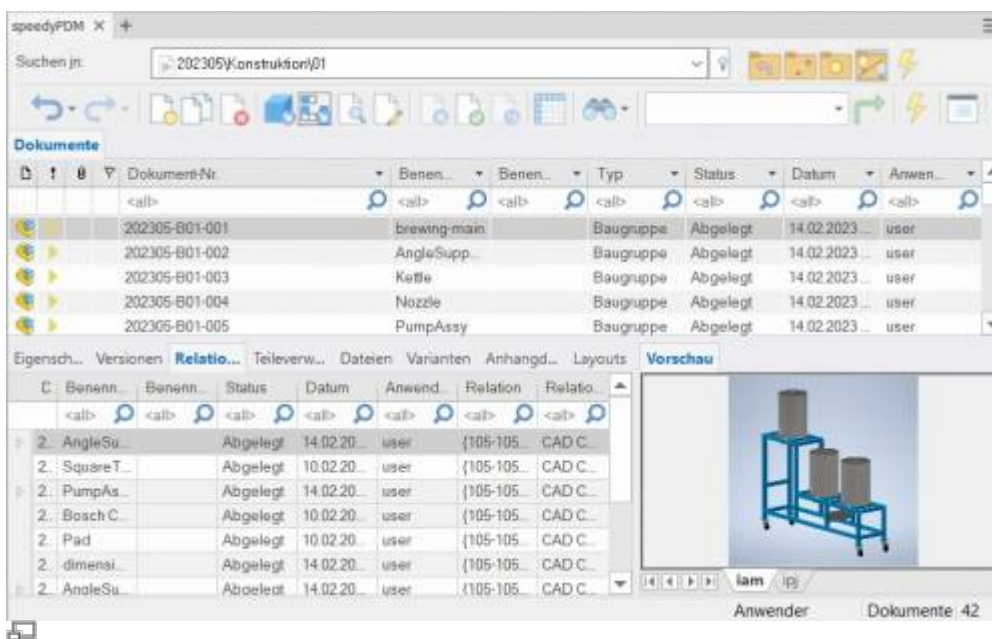 speedyPDM × +
Suchen in: 202305\Konstruktion\01
Dokumente
Dokument-Nr. Benen... Benen... Typ Status Datum Anwen...
<all> <all> <all> <all> <all> <all> <all>
202305-B01-001 brewing-main Baugruppe Abgelegt 14.02.2023 ... user
202305-B01-002 AngleSupp... Baugruppe Abgelegt 14.02.2023 ... user
202305-B01-003 Kettle Baugruppe Abgelegt 14.02.2023 ... user
202305-B01-004 Nozzle Baugruppe Abgelegt 14.02.2023 ... user
202305-B01-005 PumpAssy Baugruppe Abgelegt 14.02.2023 ... user
Eigensch... Versionen Relatio... Teileverw... Dateien Varianten Anhangd... Layouts Vorschau
Benenn... Benenn... Status Datum Anwend... Relation Relatio...
<all> <all> <all> <all> <all> <all> <all>
2... AngleSu... Abgelegt 14.02.20... user {105-105... CAD C...
2... SquareT... Abgelegt 10.02.20... user {105-105... CAD C...
2... PumpAs... Abgelegt 14.02.20... user {105-105... CAD C...
2... Bosch C... Abgelegt 10.02.20... user {105-105... CAD C...
2... Pad Abgelegt 10.02.20... user {105-105... CAD C...
2... dimensi... Abgelegt 14.02.20... user {105-105... CAD C...
2... AngleSu... Abgelegt 14.02.20... user {105-105... CAD C...
iam ipj
Anwender Dokumente 42